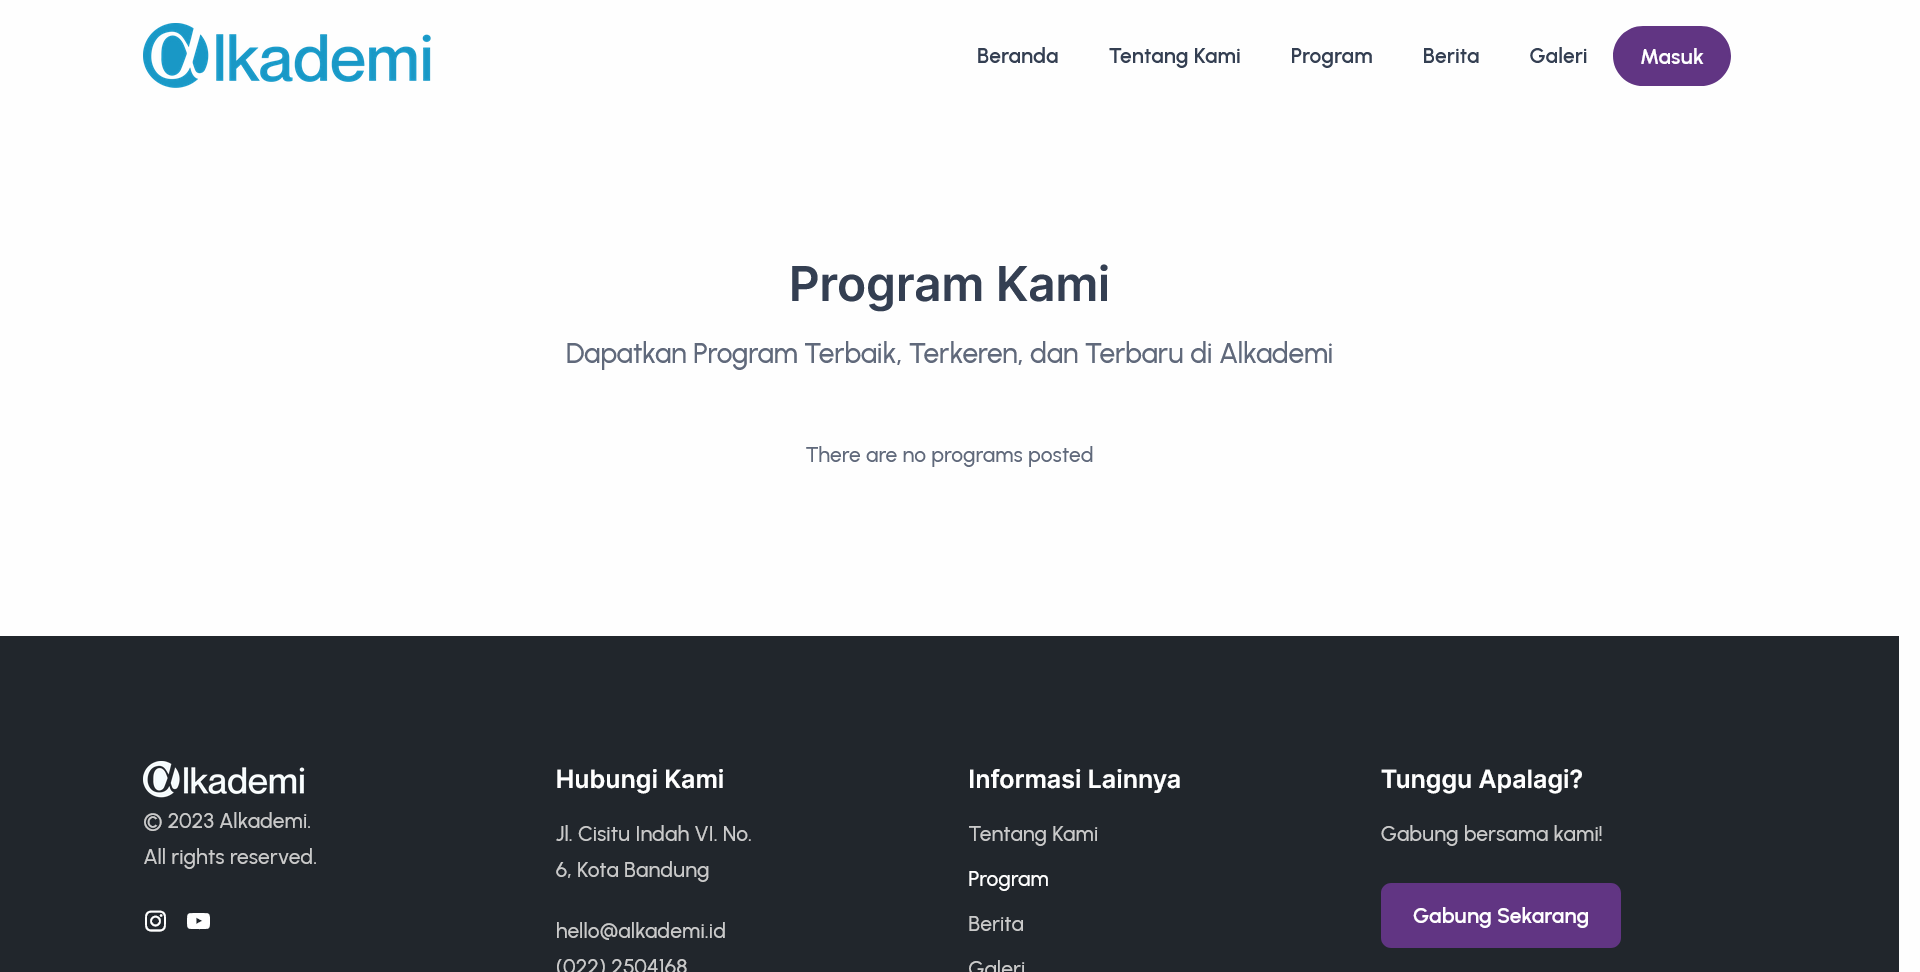 @lkademi
Beranda
Tentang Kami
Program
Berita
Galeri
Masuk
Program Kami
Dapatkan Program Terbaik, Terkeren, dan Terbaru di Alkademi
There are no programs posted
@lkademi
© 2023 Alkademi.
All rights reserved.
Hubungi Kami
Jl. Cisitu Indah VI. No.
6, Kota Bandung
hello@alkademi.id
(022) 2504168
Informasi Lainnya
Tentang Kami
Program
Berita
Galeri
Tunggu Apalagi?
Gabung bersama kami!
Gabung Sekarang